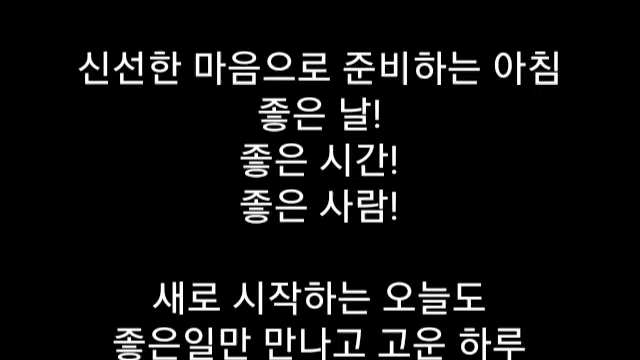 신선한 마음으로 준비하는 아침
좋은 날!
좋은 시간!
좋은 사람!
새로 시작하는 오늘도
좋은일만 만나고 고운 하루